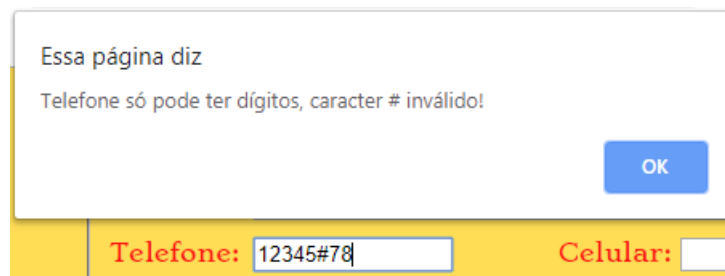 Essa página diz
Telefone só pode ter dígitos, caracter # inválido!
OK
Telefone: 12345#78 Celular: